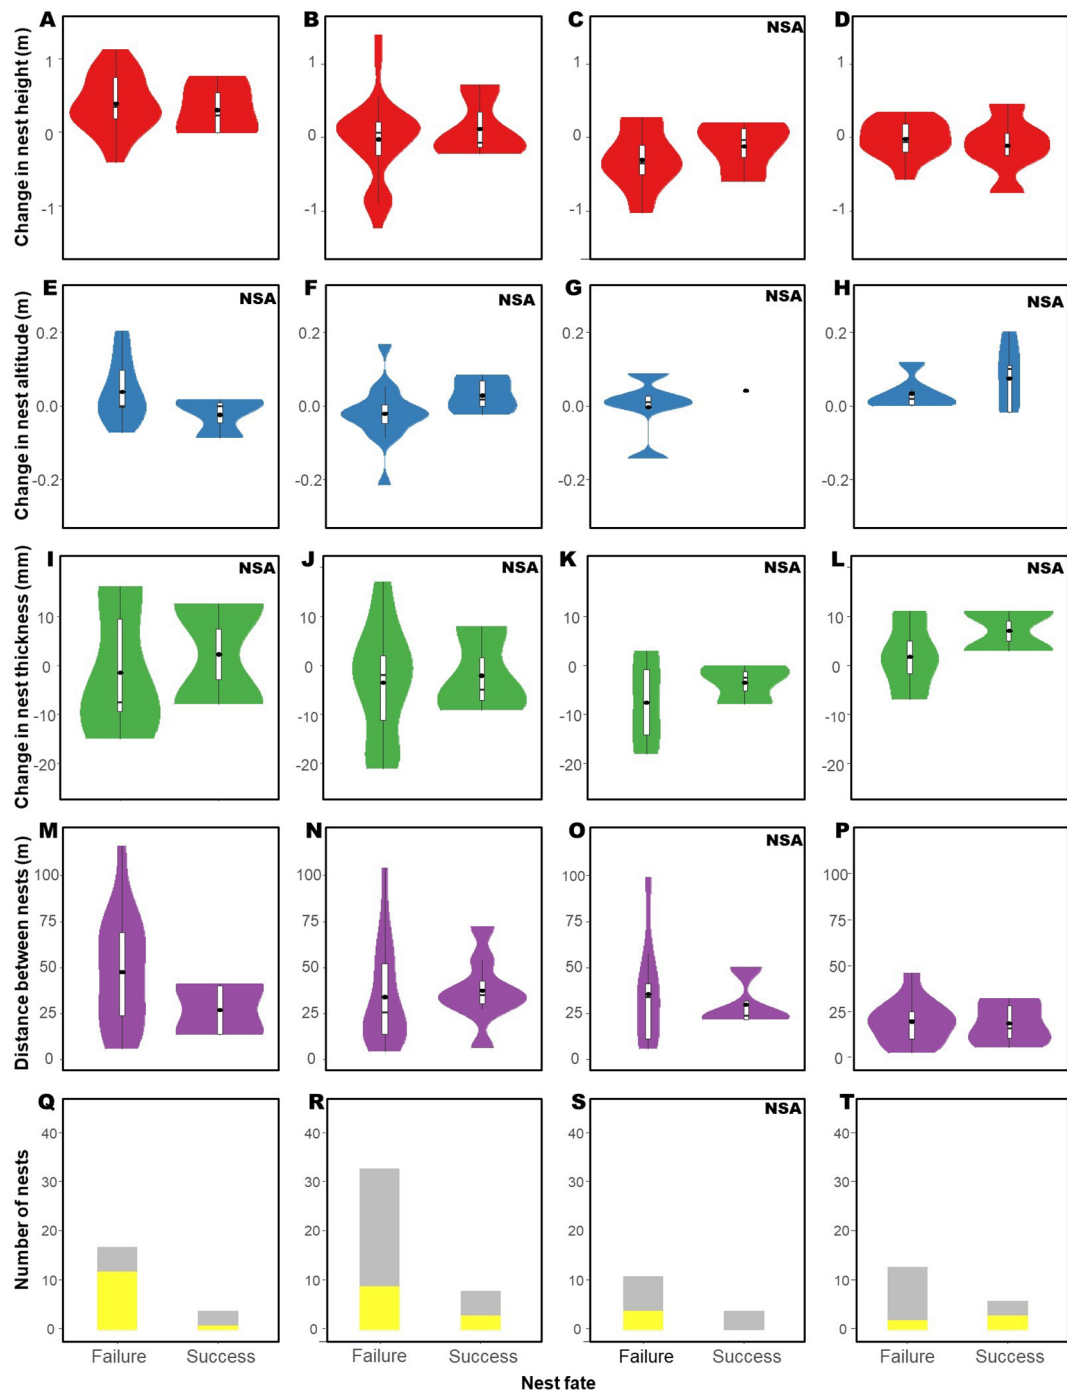 A B C D
NSA
Change in nest height (m)
1 1 1 1
0 0 0 0
-1 -1 -1 -1
E F G H
NSA NSA NSA NSA
Change in nest altitude (m)
0.2 0.2 0.2 0.2
0.0 0.0 0.0 0.0
-0.2 -0.2 -0.2 -0.2
I J K L
NSA NSA NSA NSA
Change in nest thickness (mm)
10 10 10 10
0 0 0 0
-10 -10 -10 -10
-20 -20 -20 -20
M N O P
NSA
Distance between nests (m)
100 100 100 100
75 75 75 75
50 50 50 50
25 25 25 25
0 0 0 0
Q R S T
NSA
Number of nests
40 40 40 40
30 30 30 30
20 20 20 20
10 10 10 10
0 0 0 0
Failure Success Failure Success Failure Success Failure Success
Nest fate